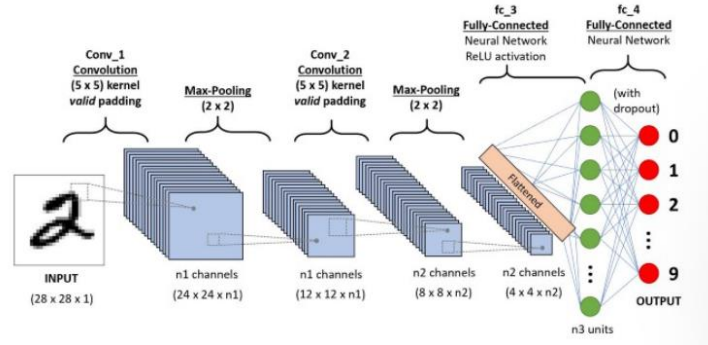 fc_3
Fully-Connected
Neural Network
ReLU activation
fc_4
Fully-Connected
Neural Network
Conv_1
Convolution
(5 x 5) kernel
valid padding
Max-Pooling
(2 x 2)
Conv_2
Convolution
(5 x 5) kernel
valid padding
Max-Pooling
(2 x 2)
(with
dropout)
2
Flattened
0
1
2
9
INPUT
(28 x 28 x 1)
n1 channels
(24 x 24 x n1)
n1 channels
(12 x 12 x n1)
n2 channels
(8 x 8 x n2)
n2 channels
(4 x 4 x n2)
OUTPUT
n3 units